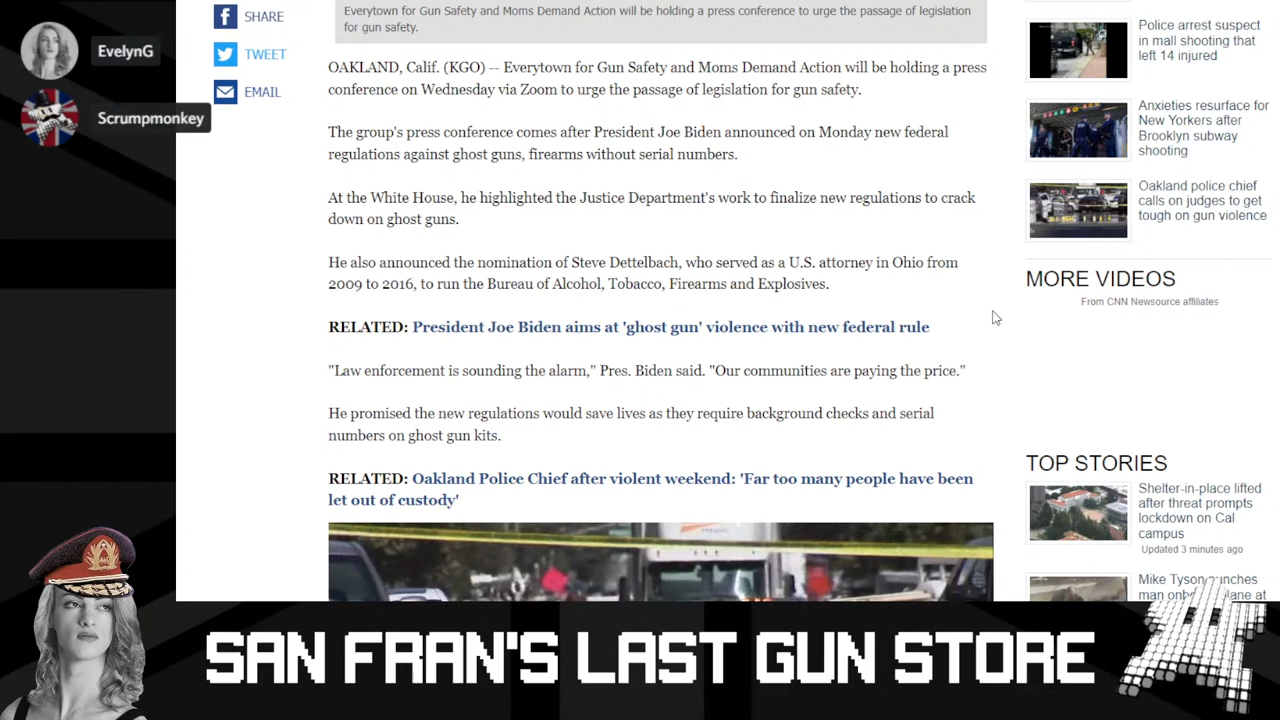 EvelynG
Scrumpmonkey
SHARE
TWEET
EMAIL
Everytown for Gun Safety and Moms Demand Action will be holding a press conference to urge the passage of legislation
for gun safety.
OAKLAND, Calif. (KGO) -- Everytown for Gun Safety and Moms Demand Action will be holding a press
conference on Wednesday via Zoom to urge the passage of legislation for gun safety.
The group's press conference comes after President Joe Biden announced on Monday new federal
regulations against ghost guns, firearms without serial numbers.
At the White House, he highlighted the Justice Department's work to finalize new regulations to crack
down on ghost guns.
He also announced the nomination of Steve Dettelbach, who served as a U.S. attorney in Ohio from
2009 to 2016, to run the Bureau of Alcohol, Tobacco, Firearms and Explosives.
RELATED: President Joe Biden aims at 'ghost gun' violence with new federal rule
"Law enforcement is sounding the alarm," Pres. Biden said. "Our communities are paying the price."
He promised the new regulations would save lives as they require background checks and serial
numbers on ghost gun kits.
RELATED: Oakland Police Chief after violent weekend: 'Far too many people have been
let out of custody'
Police arrest suspect
in mall shooting that
left 14 injured
Anxieties resurface for
New Yorkers after
Brooklyn subway
shooting
Oakland police chief
calls on judges to get
tough on gun violence
MORE VIDEOS
From CNN Newsource affiliates
TOP STORIES
Shelter-in-place lifted
after threat prompts
lockdown on Cal
campus
Updated 3 minutes ago
Mike Tyson
man
at
SAN FRAN'S LAST GUN STORE